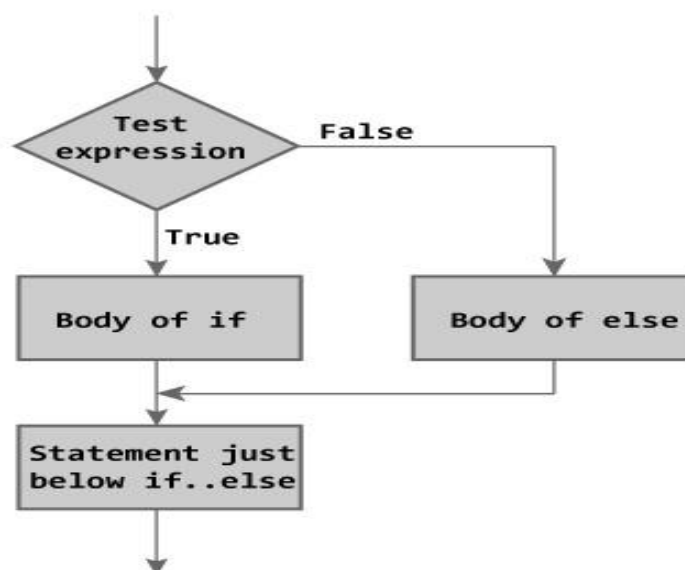 Test
expression
False
True
Body of if
Body of else
Statement just
below if..else